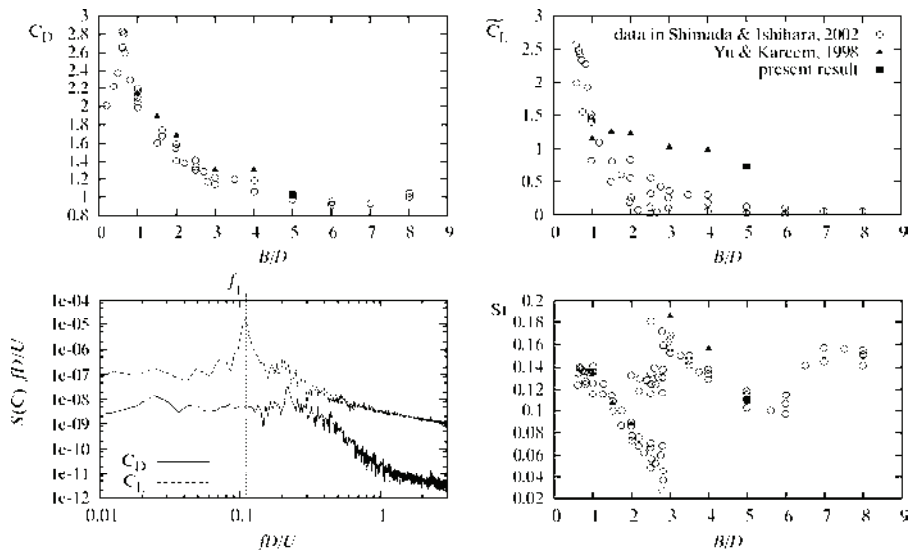 C_D
3
2.8
2.6
2.4
2.2
2
1.8
1.6
1.4
1.2
1
0.8
0 1 2 3 4 5 6 7 8 9
B/D
C̃_L
data in Shimada & Ishihara, 2002
Yu & Kareem, 1998
present result
3
2.5
2
1.5
1
0.5
0
0 1 2 3 4 5 6 7 8 9
B/D
f_L
S(C) fD/U
1e-04
1e-05
1e-06
1e-07
1e-08
1e-09
1e-10
1e-11
1e-12
C_D
C_L
0.01 0.1 1
fD/U
St
0.2
0.18
0.16
0.14
0.12
0.1
0.08
0.06
0.04
0.02
0 1 2 3 4 5 6 7 8 9
B/D